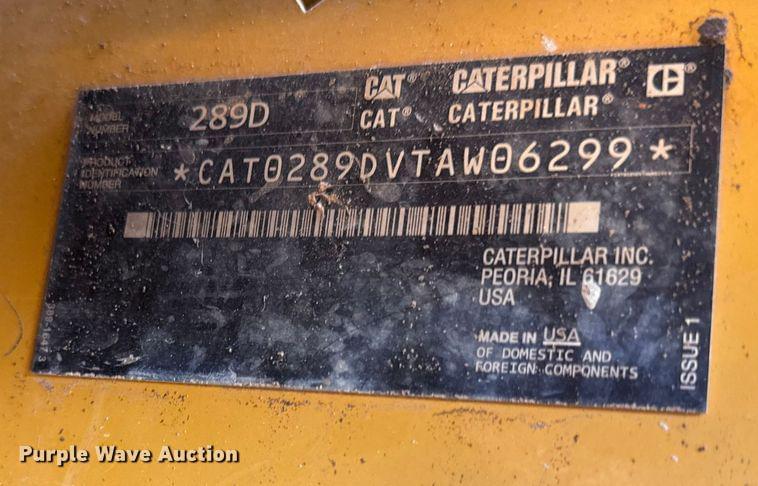 CAT® CATERPILLAR®
MODEL NUMBER 289D CAT® CATERPILLAR®
PRODUCT
IDENTIFICATION
NUMBER
*CAT0289DVTAW06299*
CATERPILLAR INC.
PEORIA, IL 61629
USA
MADE IN USA
OF DOMESTIC AND
FOREIGN COMPONENTS
ISSUE 1
Purple Wave Auction